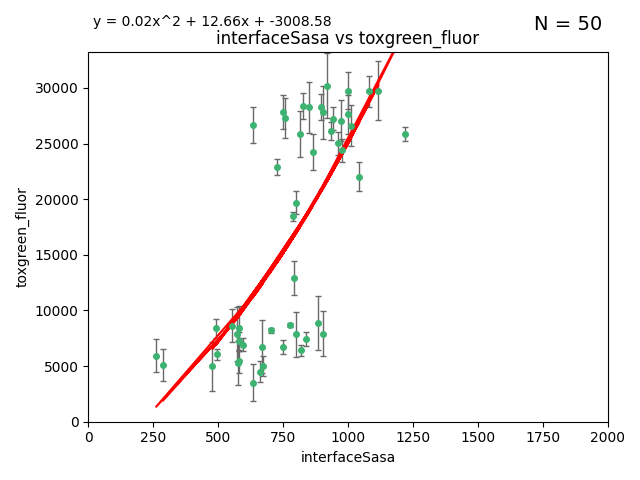 y = 0.02x^2 + 12.66x + -3008.58
N = 50
interfaceSasa vs toxgreen_fluor
30000
25000
20000
15000
10000
5000
0
toxgreen_fluor
0 250 500 750 1000 1250 1500 1750 2000
interfaceSasa